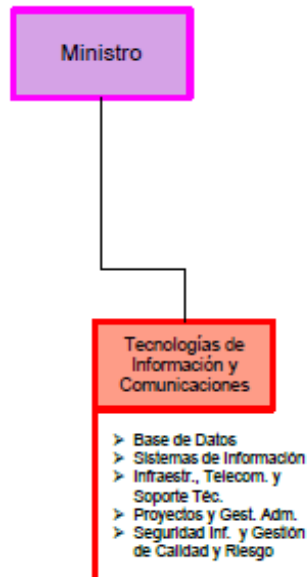 Ministro
Tecnologías de
Información y
Comunicaciones
➢ Base de Datos
➢ Sistemas de Información
➢ Infraestr., Telecom. y
Soporte Téc.
➢ Proyectos y Gest. Adm.
➢ Seguridad Inf. y Gestión
de Calidad y Riesgo